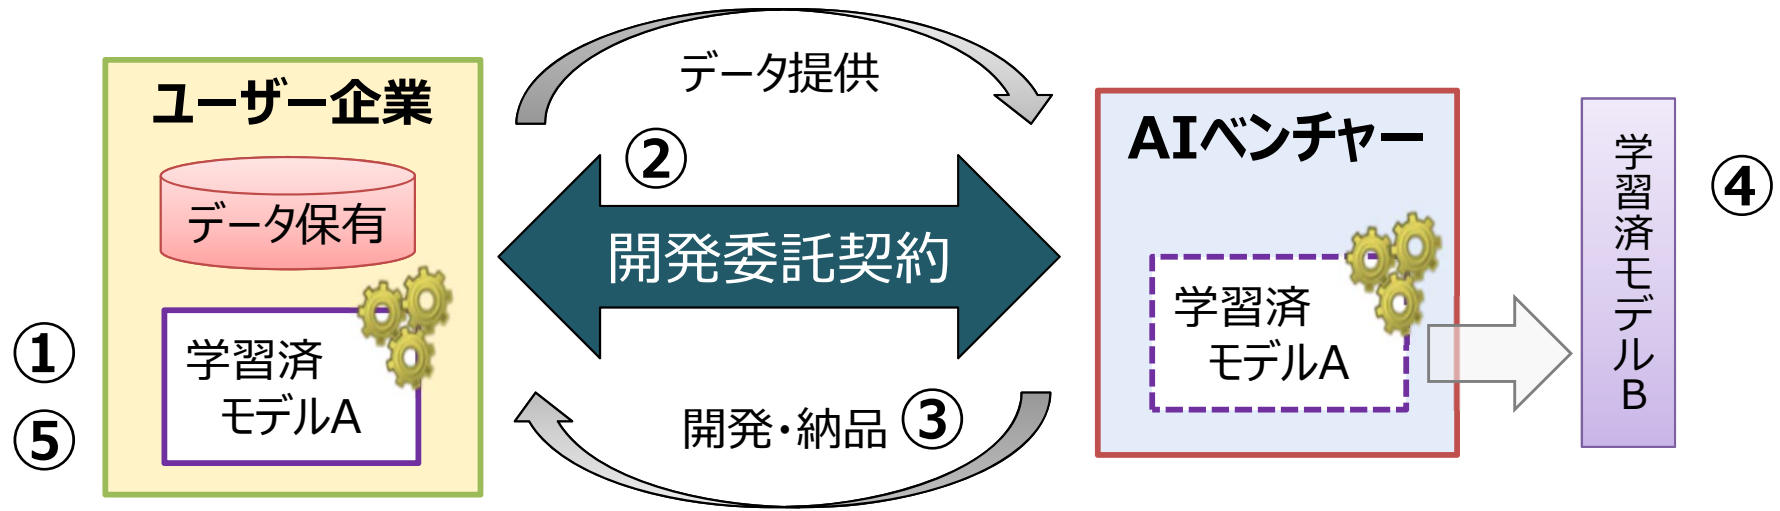 ユーザー企業
データ保有
学習済
モデルA
①
⑤
データ提供
②
開発委託契約
開発・納品
③
AIベンチャー
学習済
モデルA
学習済モデルB
④